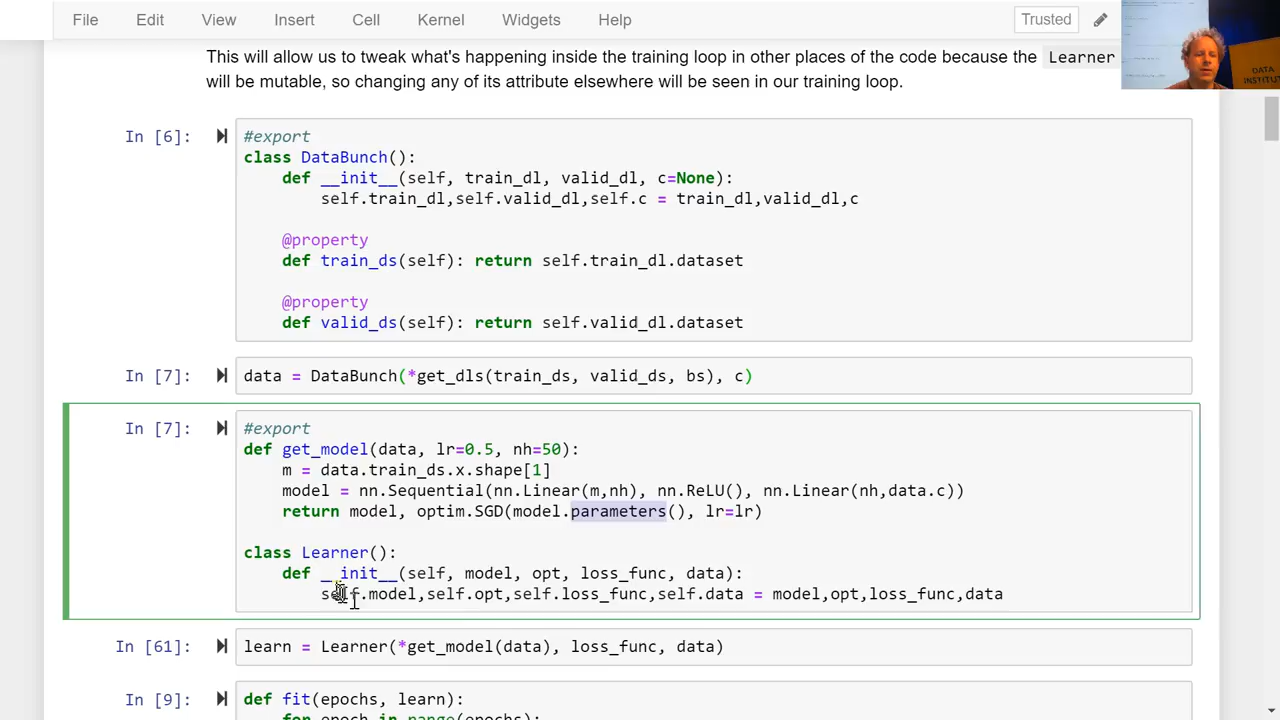 File Edit View Insert Cell Kernel Widgets Help Trusted
This will allow us to tweak what's happening inside the training loop in other places of the code because the Learner
will be mutable, so changing any of its attribute elsewhere will be seen in our training loop.
DATA
INSTITU
In [6]: #export
class DataBunch():
    def __init__(self, train_dl, valid_dl, c=None):
        self.train_dl,self.valid_dl,self.c = train_dl,valid_dl,c
    @property
    def train_ds(self): return self.train_dl.dataset
    @property
    def valid_ds(self): return self.valid_dl.dataset
In [7]: data = DataBunch(*get_dls(train_ds, valid_ds, bs), c)
In [7]: #export
def get_model(data, lr=0.5, nh=50):
    m = data.train_ds.x.shape[1]
    model = nn.Sequential(nn.Linear(m,nh), nn.ReLU(), nn.Linear(nh,data.c))
    return model, optim.SGD(model.parameters(), lr=lr)
class Learner():
    def __init__(self, model, opt, loss_func, data):
        self.model,self.opt,self.loss_func,self.data = model,opt,loss_func,data
In [61]: learn = Learner(*get_model(data), loss_func, data)
In [9]: def fit(epochs, learn):
    for epoch in range(epochs):